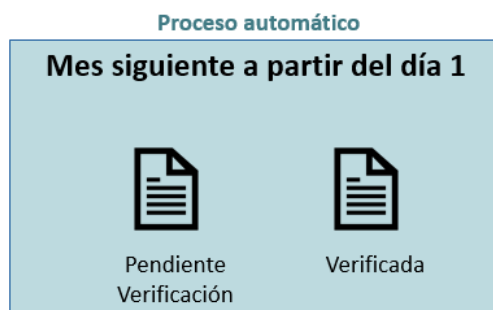 Proceso automático
Mes siguiente a partir del día 1
Pendiente Verificada
Verificación